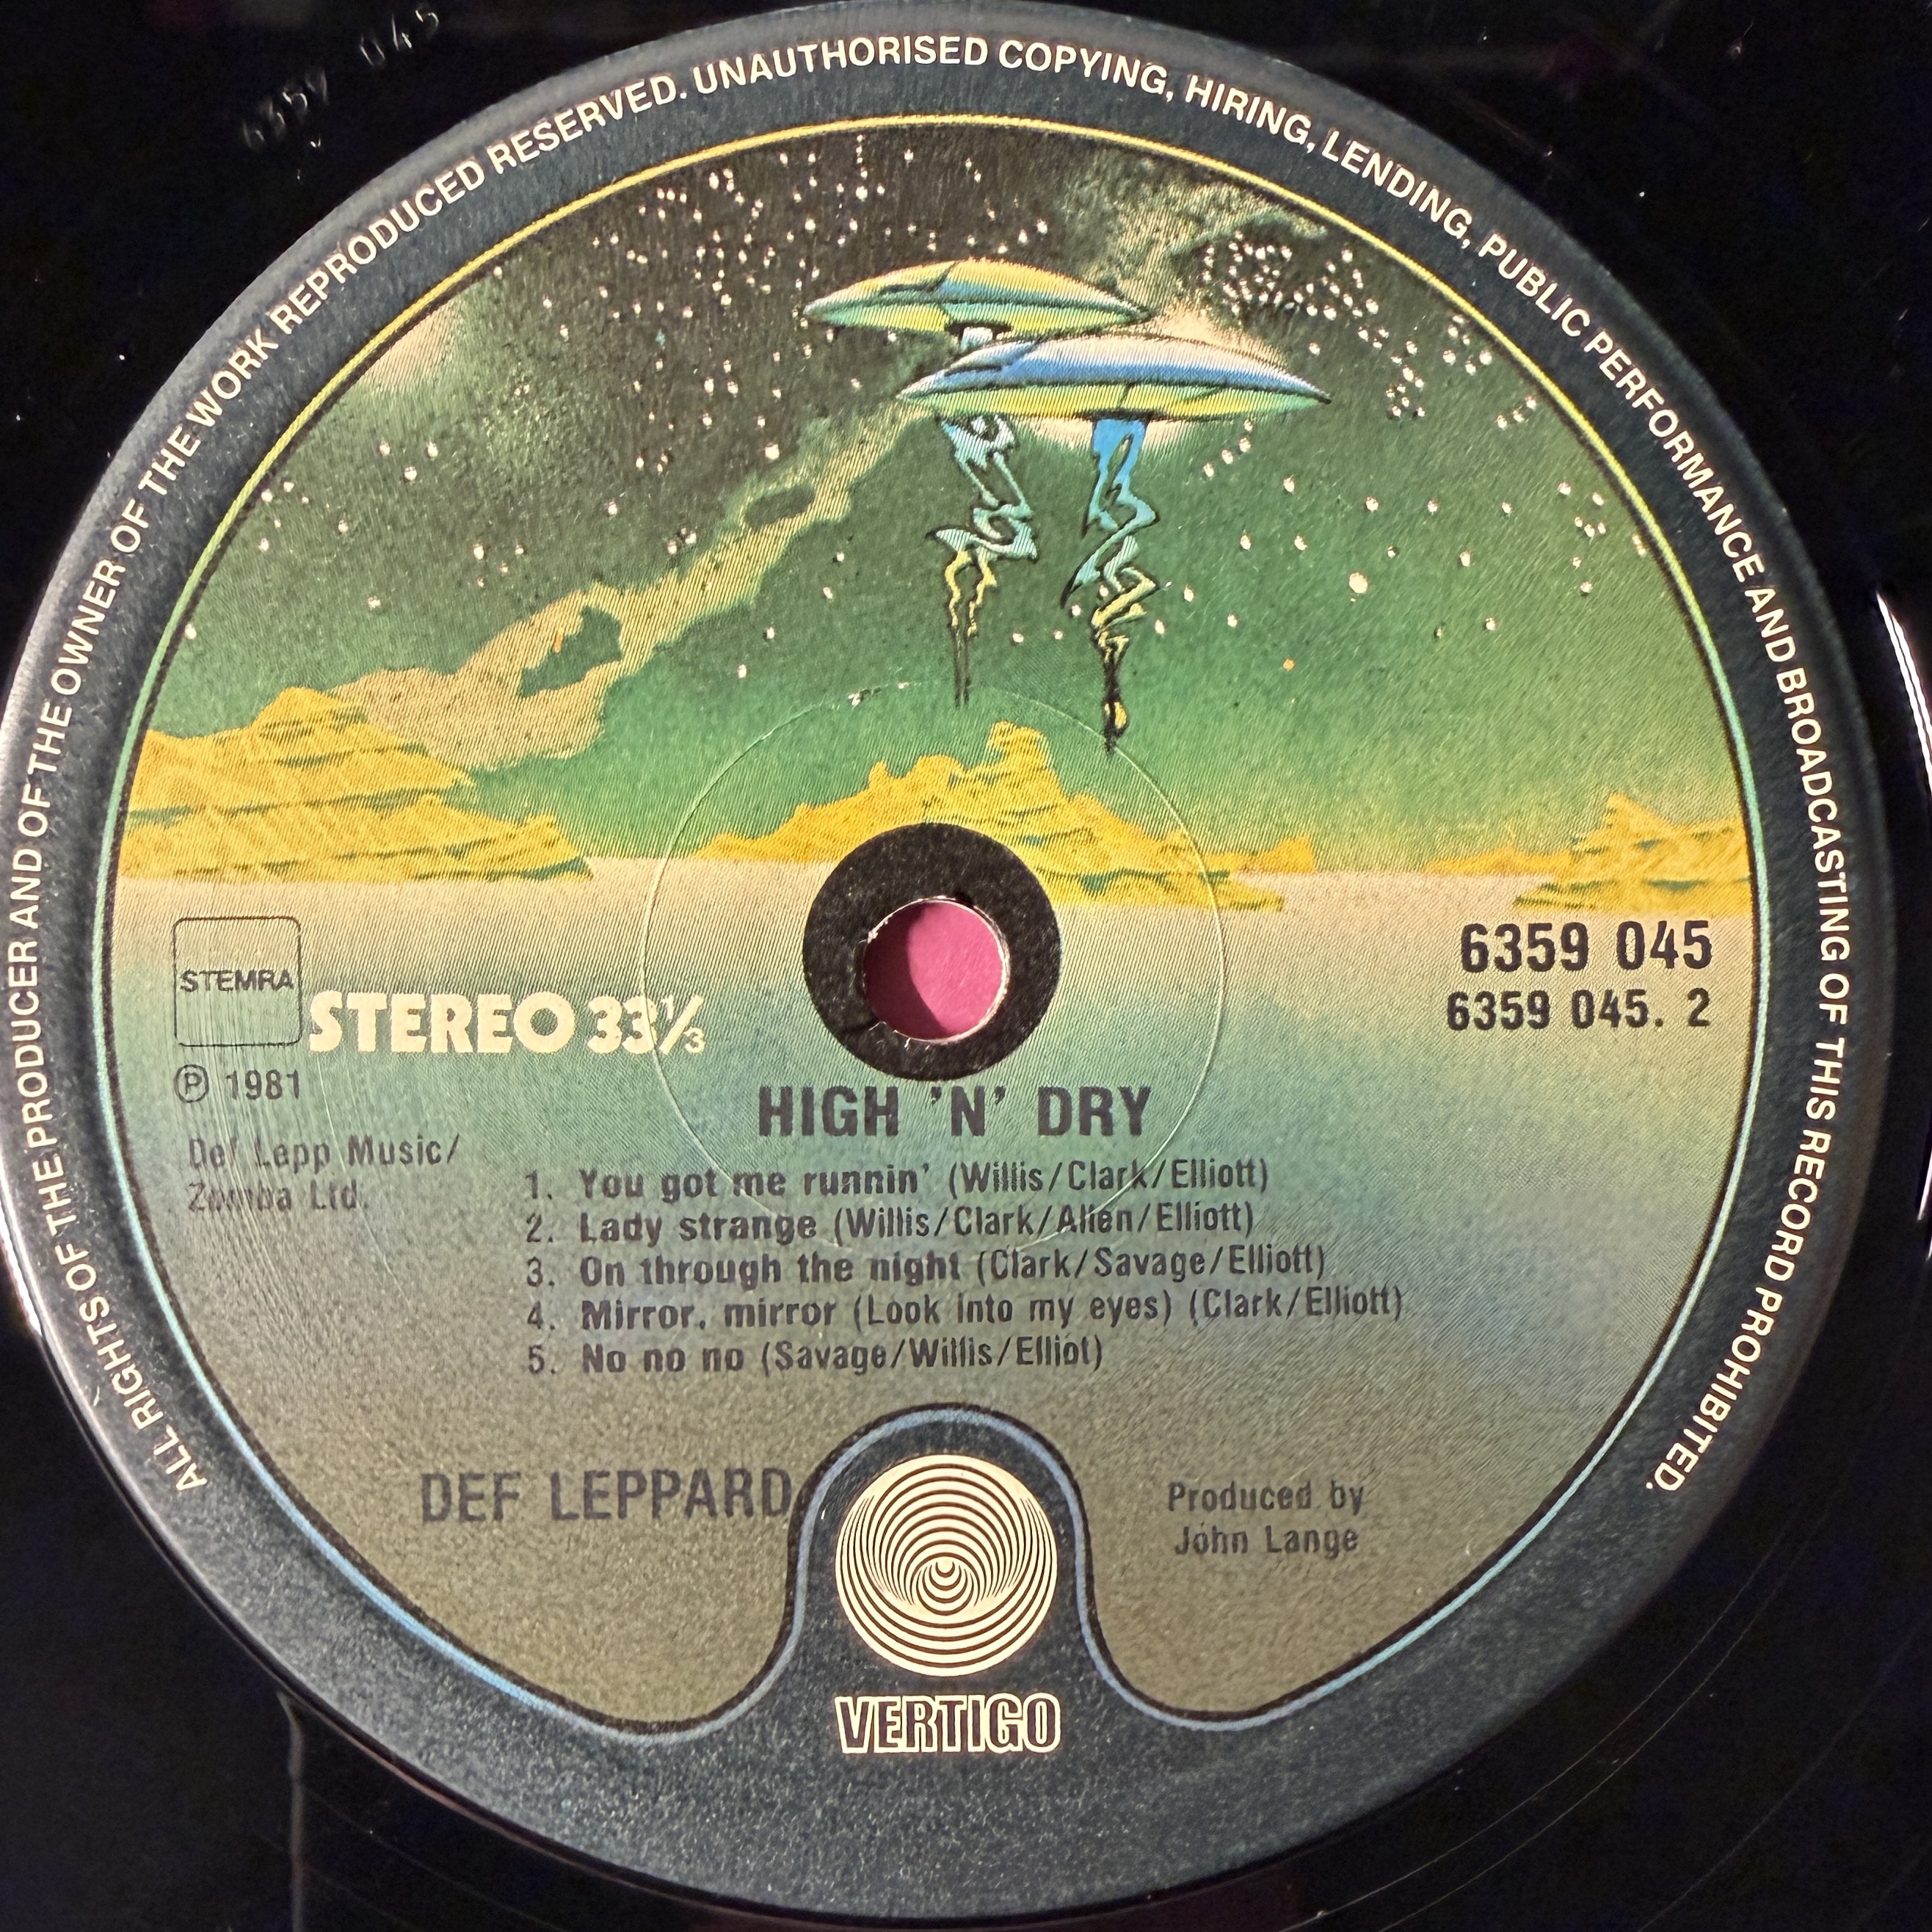 6359 045
ALL RIGHTS OF THE PRODUCER AND OF THE OWNER OF THE WORK REPRODUCED RESERVED. UNAUTHORISED COPYING, HIRING, LENDING, PUBLIC PERFORMANCE AND BROADCASTING OF THIS RECORD PROHIBITED.
STEMRA
STEREO 33⅓
6359 045
6359 045. 2
Ⓟ 1981
Def Lepp Music/
Zomba Ltd.
HIGH 'N' DRY
1. You got me runnin' (Willis/Clark/Elliott)
2. Lady strange (Willis/Clark/Allen/Elliott)
3. On through the night (Clark/Savage/Elliott)
4. Mirror, mirror (Look into my eyes) (Clark/Elliott)
5. No no no (Savage/Willis/Elliot)
DEF LEPPARD
Produced by
John Lange
VERTIGO